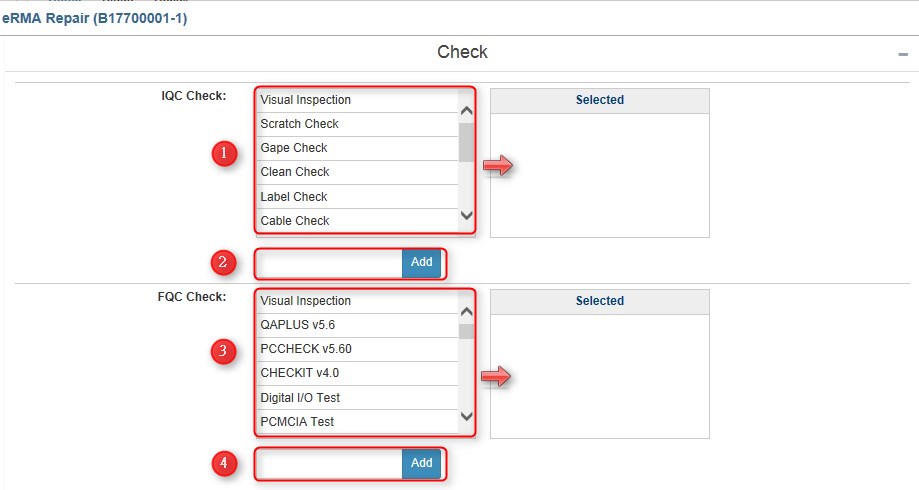 eRMA Repair (B17700001-1)
Check
IQC Check:
Visual Inspection
Scratch Check
Gape Check
Clean Check
Label Check
Cable Check
Selected
1
2
Add
FQC Check:
Visual Inspection
QAPLUS v5.6
PCCHECK v5.60
CHECKIT v4.0
Digital I/O Test
PCMCIA Test
Selected
3
4
Add